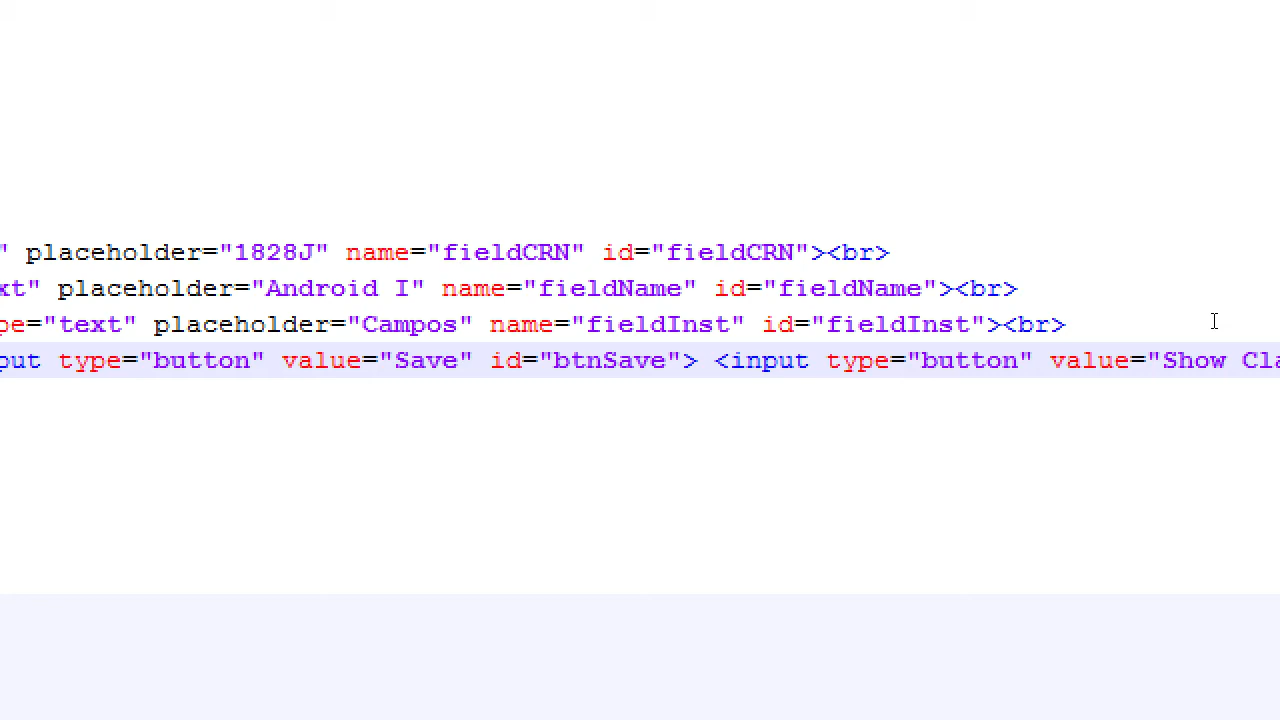 " placeholder="1828J" name="fieldCRN" id="fieldCRN"><br>
xt" placeholder="Android I" name="fieldName" id="fieldName"><br>
pe="text" placeholder="Campos" name="fieldInst" id="fieldInst"><br>
put type="button" value="Save" id="btnSave"> <input type="button" value="Show Cla